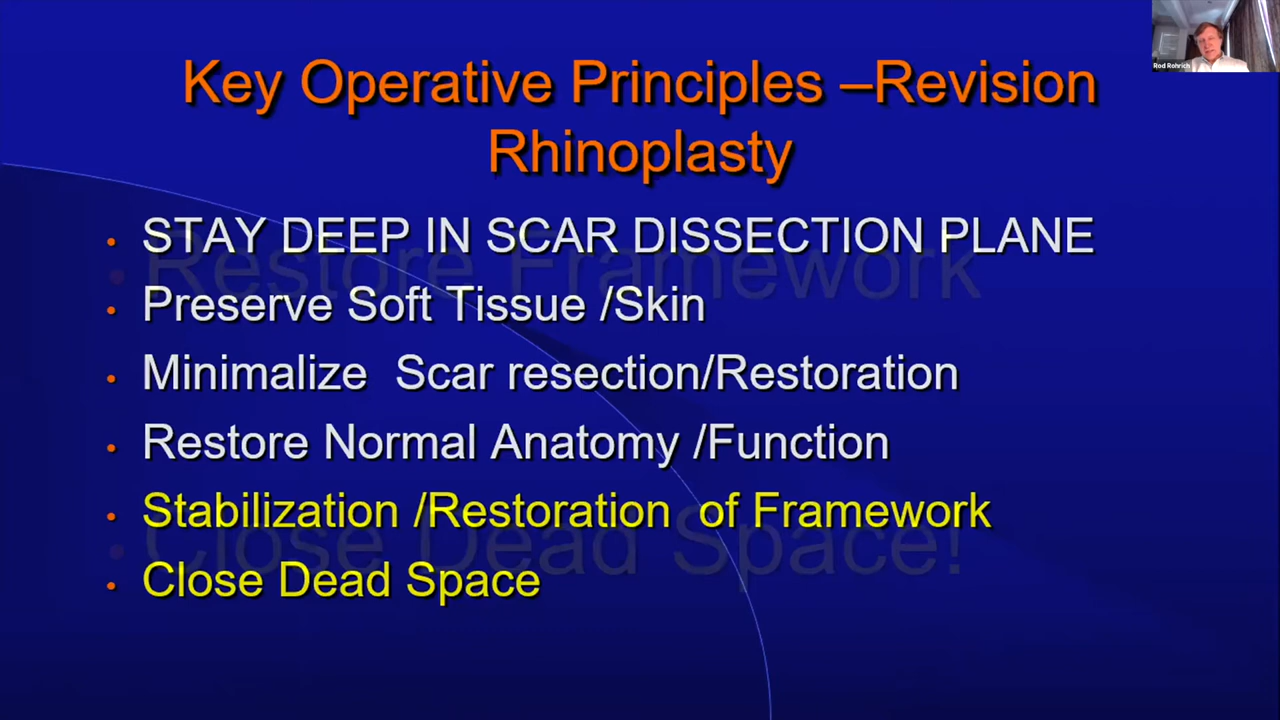 Rod Rohrich
Key Operative Principles –Revision
Rhinoplasty
• STAY DEEP IN SCAR DISSECTION PLANE
• Restore Framework
• Preserve Soft Tissue /Skin
• Minimalize Scar resection/Restoration
• Restore Normal Anatomy /Function
• Stabilization /Restoration of Framework
• Close Dead Space!
• Close Dead Space